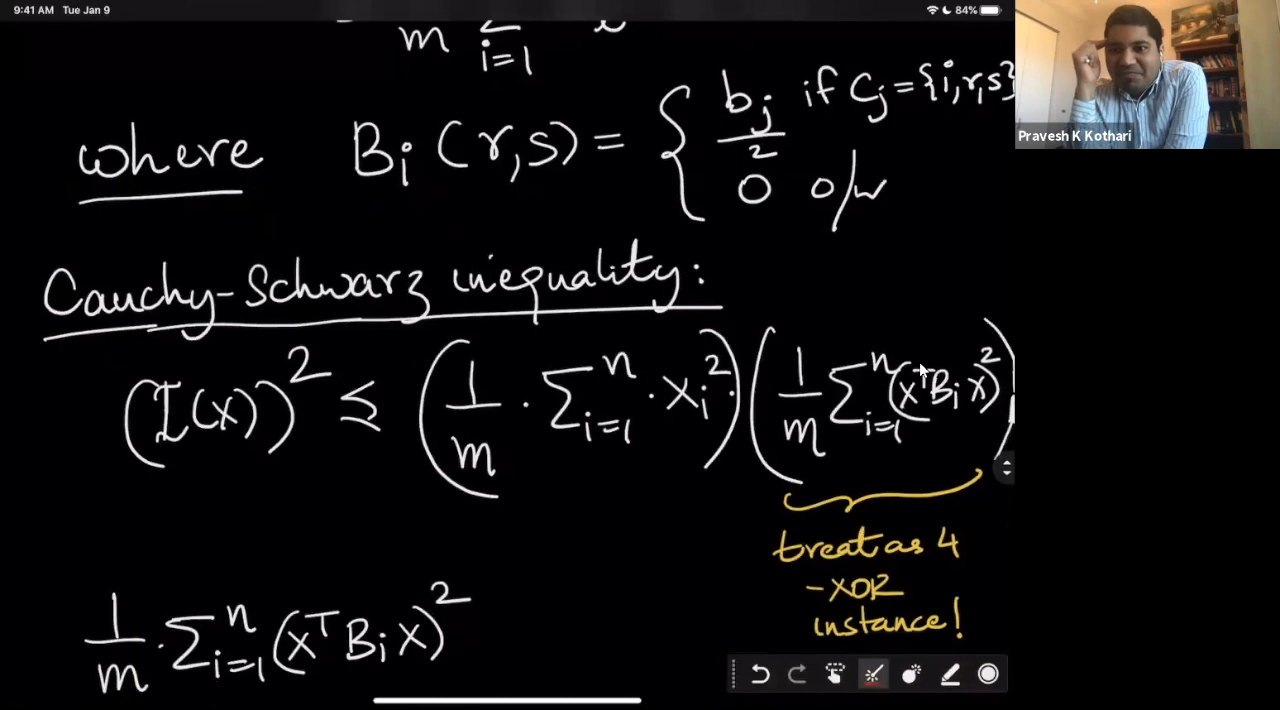 9:41 AM Tue Jan 9
84%
m Σ i=1
where B_i (r,s) = { b_j/2 if C_j = {i,r,s}
0 o/w
Pravesh K Kothari
Cauchy-Schwarz inequality:
(I(x))² ≤ (1/m · Σ_{i=1}^n · x_i²) (1/m Σ_{i=1}^n (x^T B_i x)²)
treat as 4
-XOR
instance!
1/m · Σ_{i=1}^n (x^T B_i x)²